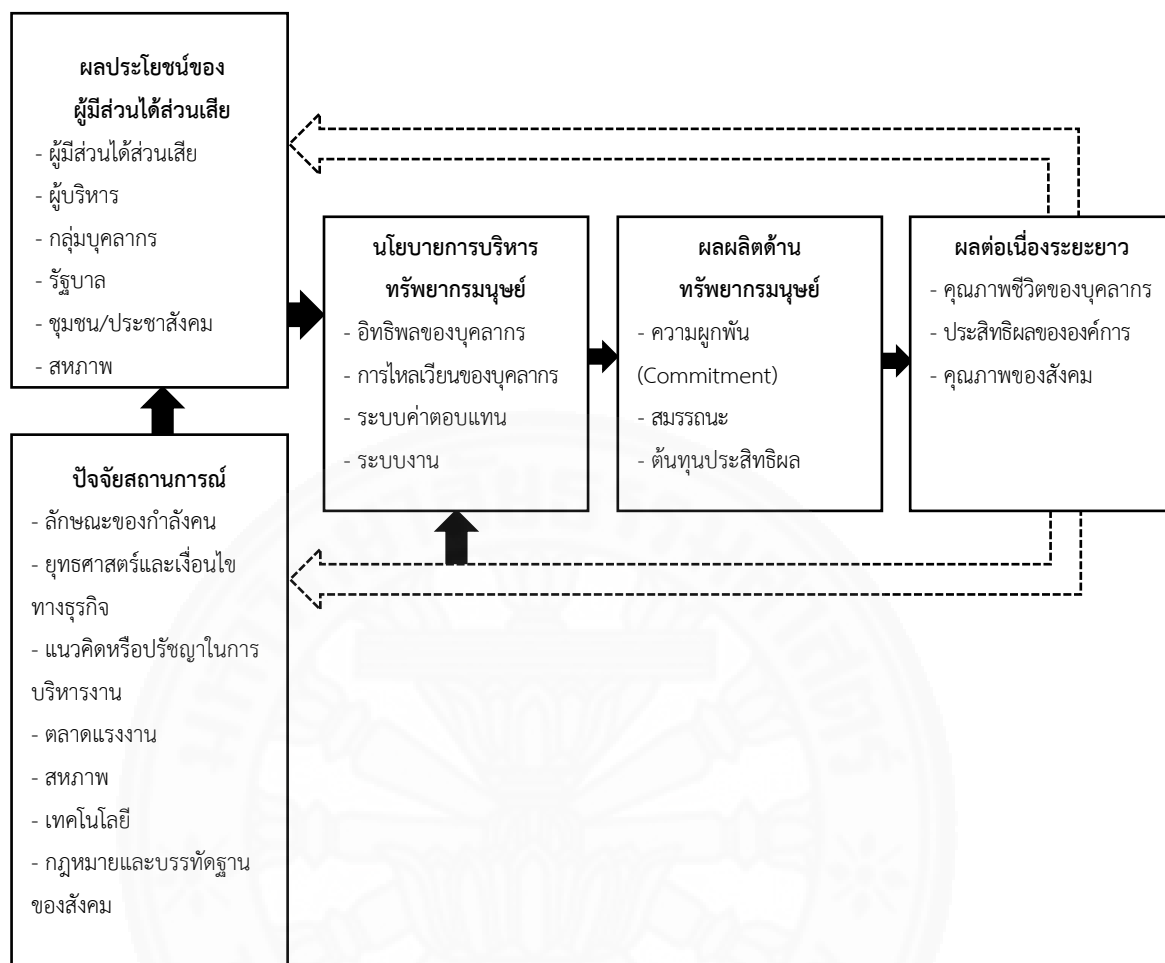 ผลประโยชน์ของ
ผู้มีส่วนได้ส่วนเสีย
- ผู้มีส่วนได้ส่วนเสีย
- ผู้บริหาร
- กลุ่มบุคลากร
- รัฐบาล
- ชุมชน/ประชาสังคม
- สหภาพ
ปัจจัยสถานการณ์
- ลักษณะของกำลังคน
- ยุทธศาสตร์และเงื่อนไข
ทางธุรกิจ
- แนวคิดหรือปรัชญาในการ
บริหารงาน
- ตลาดแรงงาน
- สหภาพ
- เทคโนโลยี
- กฎหมายและบรรทัดฐาน
ของสังคม
นโยบายการบริหาร
ทรัพยากรมนุษย์
- อิทธิพลของบุคลากร
- การไหลเวียนของบุคลากร
- ระบบค่าตอบแทน
- ระบบงาน
ผลผลิตด้าน
ทรัพยากรมนุษย์
- ความผูกพัน
(Commitment)
- สมรรถนะ
- ต้นทุนประสิทธิผล
ผลต่อเนื่องระยะยาว
- คุณภาพชีวิตของบุคลากร
- ประสิทธิผลขององค์การ
- คุณภาพของสังคม